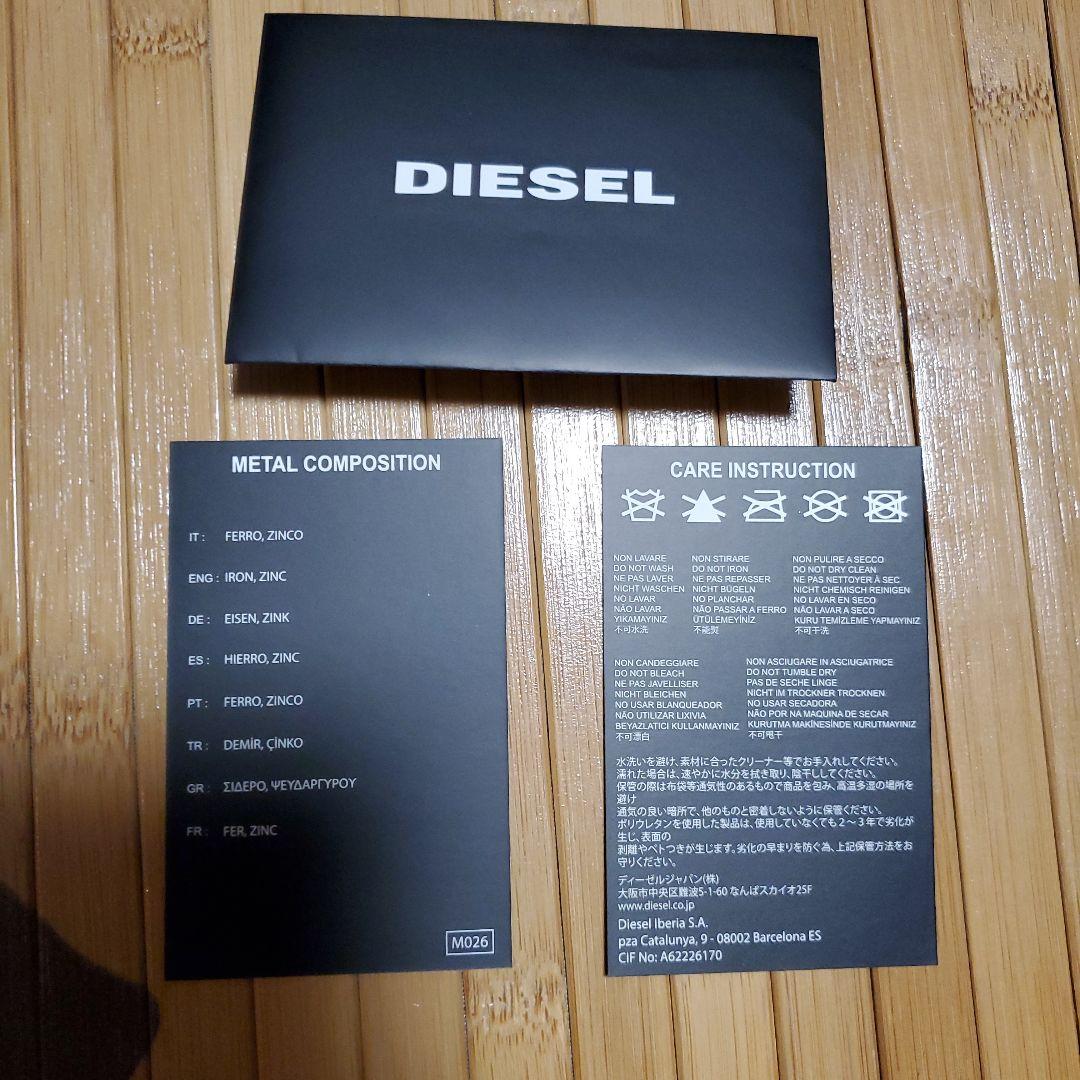 DIESEL
METAL COMPOSITION
IT : FERRO, ZINCO
ENG : IRON, ZINC
DE : EISEN, ZINK
ES : HIERRO, ZINC
PT : FERRO, ZINCO
TR : DEMİR, ÇİNKO
GR : ΣΙΔΕΡΟ, ΨΕΥΔΑΡΓΥΡΟΥ
FR : FER, ZINC
M026
CARE INSTRUCTION
NON LAVARE
DO NOT WASH
NE PAS LAVER
NICHT WASCHEN
NO LAVAR
NÃO LAVAR
YIKAMAYINIZ
不可水洗
NON STIRARE
DO NOT IRON
NE PAS REPASSER
NICHT BÜGELN
NO PLANCHAR
NÃO PASSAR A FERRO
ÜTÜLEMEYİNİZ
不能熨
NON PULIRE A SECCO
DO NOT DRY CLEAN
NE PAS NETTOYER À SEC
NICHT CHEMISCH REINIGEN
NO LAVAR EN SECO
NÃO LAVAR A SECO
KURU TEMİZLEME YAPMAYINIZ
不可干洗
NON CANDEGGIARE
DO NOT BLEACH
NE PAS JAVELLISER
NICHT BLEICHEN
NO USAR BLANQUEADOR
NÃO UTILIZAR LIXIVIA
BEYAZLATICI KULLANMAYINIZ
不可漂白
NON ASCIUGARE IN ASCIUGATRICE
DO NOT TUMBLE DRY
PAS DE SECHE LINGE
NICHT IM TROCKNER TROCKNEN
NO USAR SECADORA
NÃO POR NA MAQUINA DE SECAR
KURUTMA MAKİNESİNDE KURUTMAYINIZ
不可甩干
水洗いを避け、素材に合ったクリーナー等でお手入れしてください。
濡れた場合は、速やかに水分を拭き取り、陰干ししてください。
保管の際は布袋等通気性のあるもので商品を包み、高温多湿の場所を
避け
通気の良い暗所で、他のものと密着しないように保管ください。
ポリウレタンを使用した製品は、使用していなくても2～3年で劣化が
生じ、表面の
剥離やベトつきが生じます。劣化の早まりを防ぐ為、上記保管方法をお
守りください。
ディーゼルジャパン(株)
大阪市中央区難波5-1-60 なんばスカイオ25F
www.diesel.co.jp
Diesel Iberia S.A.
pza Catalunya, 9 - 08002 Barcelona ES
CIF No: A62226170